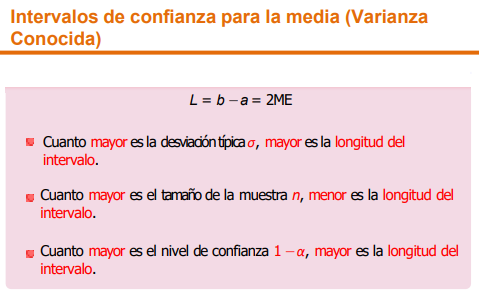 Intervalos de confianza para la media (Varianza
Conocida)
L = b – a = 2ME
Cuanto mayor es la desviación típica σ, mayor es la longitud del
intervalo.
Cuanto mayor es el tamaño de la muestra n, menor es la longitud del
intervalo.
Cuanto mayor es el nivel de confianza 1 – α, mayor es la longitud del
intervalo.